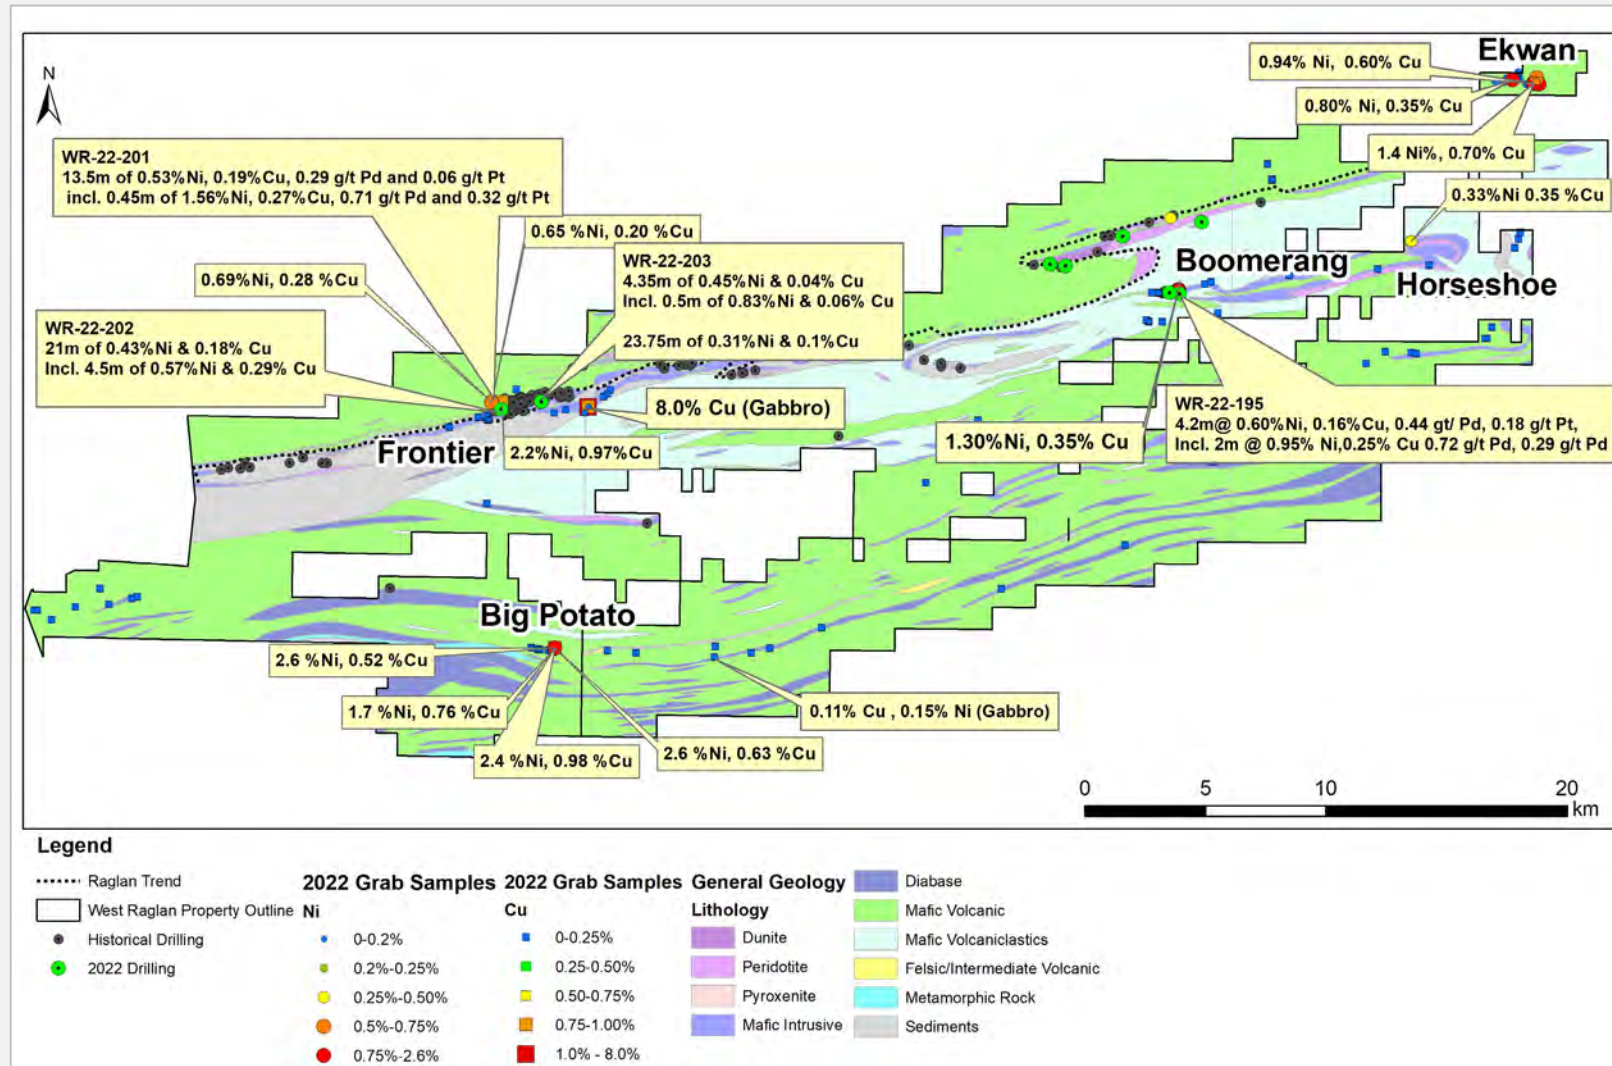 N
Ekwan
0.94% Ni, 0.60% Cu
0.80% Ni, 0.35% Cu
1.4 Ni%, 0.70% Cu
0.33%Ni 0.35 %Cu
WR-22-201
13.5m of 0.53%Ni, 0.19%Cu, 0.29 g/t Pd and 0.06 g/t Pt
incl. 0.45m of 1.56%Ni, 0.27%Cu, 0.71 g/t Pd and 0.32 g/t Pt
0.65 %Ni, 0.20 %Cu
0.69%Ni, 0.28 %Cu
WR-22-203
4.35m of 0.45%Ni & 0.04% Cu
Incl. 0.5m of 0.83%Ni & 0.06% Cu
23.75m of 0.31%Ni & 0.1%Cu
Boomerang
Horseshoe
WR-22-202
21m of 0.43%Ni & 0.18% Cu
Incl. 4.5m of 0.57%Ni & 0.29% Cu
8.0% Cu (Gabbro)
Frontier
2.2%Ni, 0.97%Cu
1.30%Ni, 0.35% Cu
WR-22-195
4.2m@ 0.60%Ni, 0.16%Cu, 0.44 gt/ Pd, 0.18 g/t Pt,
Incl. 2m @ 0.95% Ni,0.25% Cu 0.72 g/t Pd, 0.29 g/t Pd
Big Potato
2.6 %Ni, 0.52 %Cu
1.7 %Ni, 0.76 %Cu
2.4 %Ni, 0.98 %Cu
2.6 %Ni, 0.63 %Cu
0.11% Cu , 0.15% Ni (Gabbro)
0 5 10 20
km
Legend
Raglan Trend
West Raglan Property Outline
Historical Drilling
2022 Drilling
2022 Grab Samples
Ni
0-0.2%
0.2%-0.25%
0.25%-0.50%
0.5%-0.75%
0.75%-2.6%
2022 Grab Samples
Cu
0-0.25%
0.25-0.50%
0.50-0.75%
0.75-1.00%
1.0% - 8.0%
General Geology
Lithology
Dunite
Peridotite
Pyroxenite
Mafic Intrusive
Diabase
Mafic Volcanic
Mafic Volcaniclastics
Felsic/Intermediate Volcanic
Metamorphic Rock
Sediments